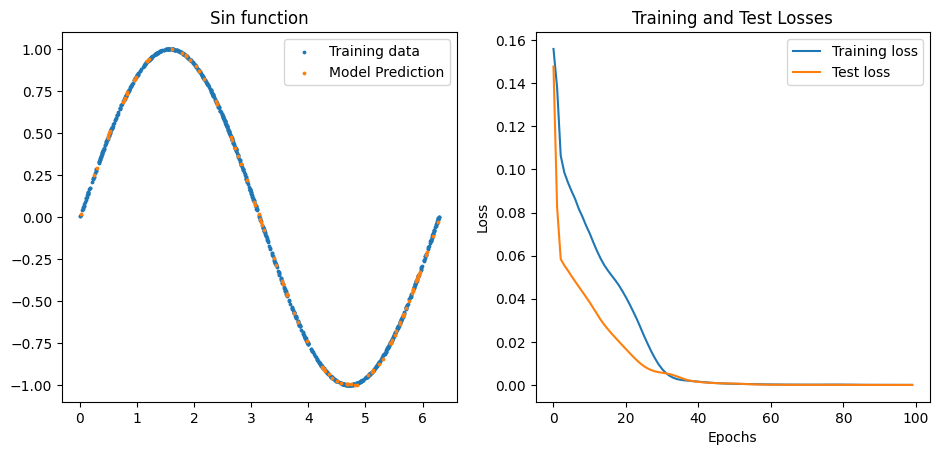 Sin function
Training data
Model Prediction
1.00
0.75
0.50
0.25
0.00
−0.25
−0.50
−0.75
−1.00
0 1 2 3 4 5 6
Training and Test Losses
Training loss
Test loss
0.16
0.14
0.12
0.10
0.08
0.06
0.04
0.02
0.00
Loss
0 20 40 60 80 100
Epochs